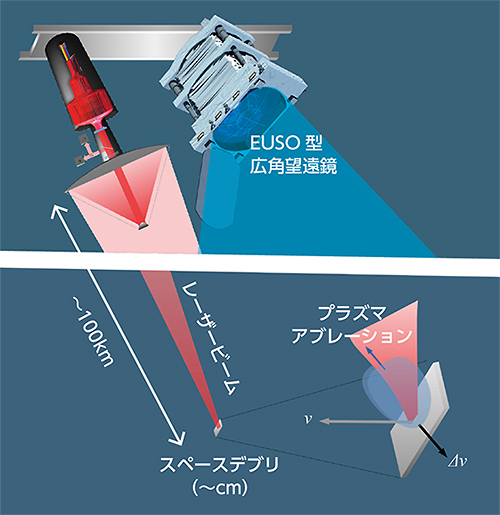 EUSO 型
広角望遠鏡
～100km
レーザービーム
プラズマ
アブレーション
v
Δv
スペースデブリ
（～cm）